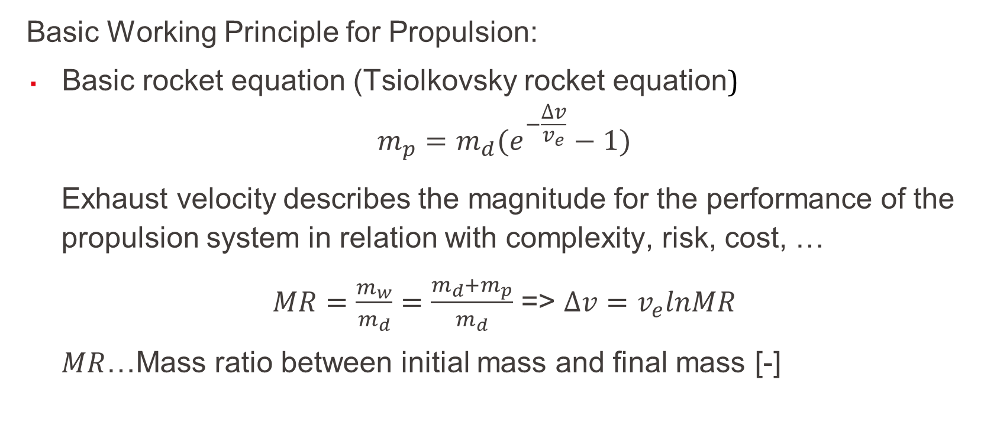 Basic Working Principle for Propulsion:
▪ Basic rocket equation (Tsiolkovsky rocket equation)
$m_p = m_d(e^{-\frac{\Delta v}{v_e}} - 1)$
Exhaust velocity describes the magnitude for the performance of the
propulsion system in relation with complexity, risk, cost, …
$MR = \frac{m_w}{m_d} = \frac{m_d + m_p}{m_d} => \Delta v = v_e lnMR$
$MR$…Mass ratio between initial mass and final mass [-]